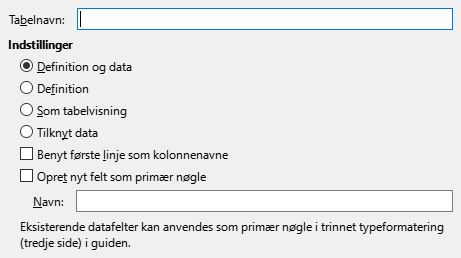 Tabelnavn:
Indstillinger
Definition og data
Definition
Som tabelvisning
Tilknyt data
Benyt første linje som kolonnenavne
Opret nyt felt som primær nøgle
Navn:
Eksisterende datafelter kan anvendes som primær nøgle i trinnet typeformatering
(tredje side) i guiden.